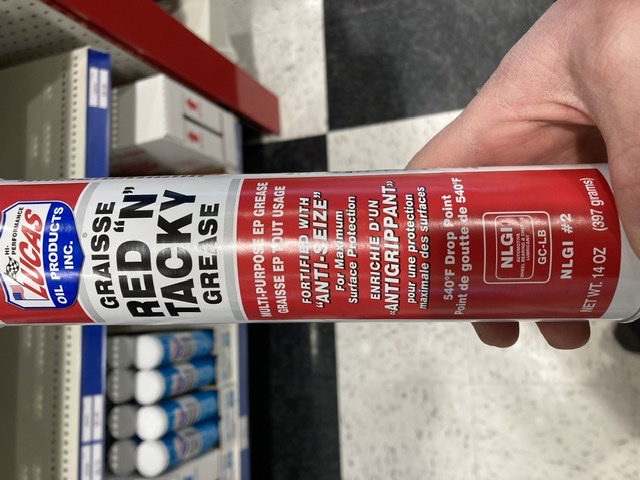 HI-PERFORMANCE
LUCAS
OIL PRODUCTS
INC.
GRAISSE
RED "N"
TACKY
GREASE
MULTI-PURPOSE EP GREASE
GRAISSE EP TOUT USAGE
FORTIFIED WITH
"ANTI-SEIZE"
For Maximum
Surface Protection
ENRICHIE D'UN
«ANTIGRIPPANT»
pour une protection
maximale des surfaces
540°F Drop Point
Point de goutte de 540°F
NLGI
GC-LB
NLGI #2
NET WT. 14 OZ (397 grams)